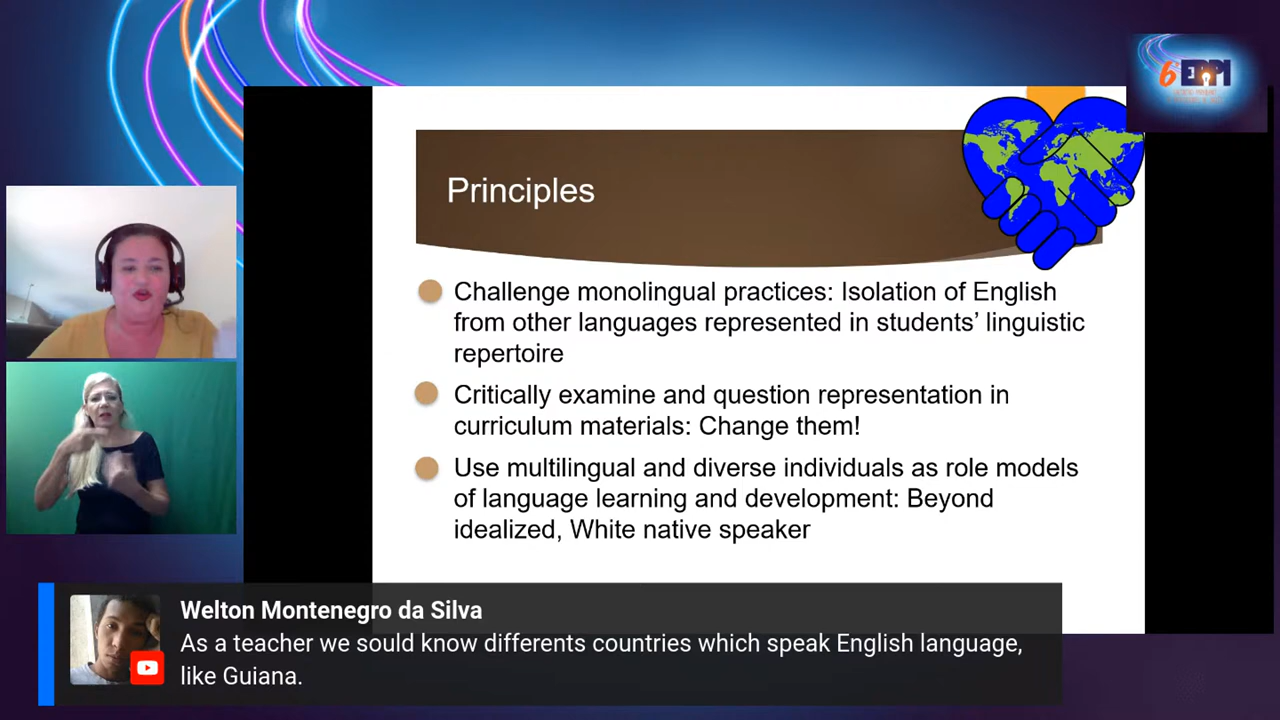 6EPPI
Principles
Challenge monolingual practices: Isolation of English
from other languages represented in students’ linguistic
repertoire
Critically examine and question representation in
curriculum materials: Change them!
Use multilingual and diverse individuals as role models
of language learning and development: Beyond
idealized, White native speaker
Welton Montenegro da Silva
As a teacher we sould know differents countries which speak English language,
like Guiana.